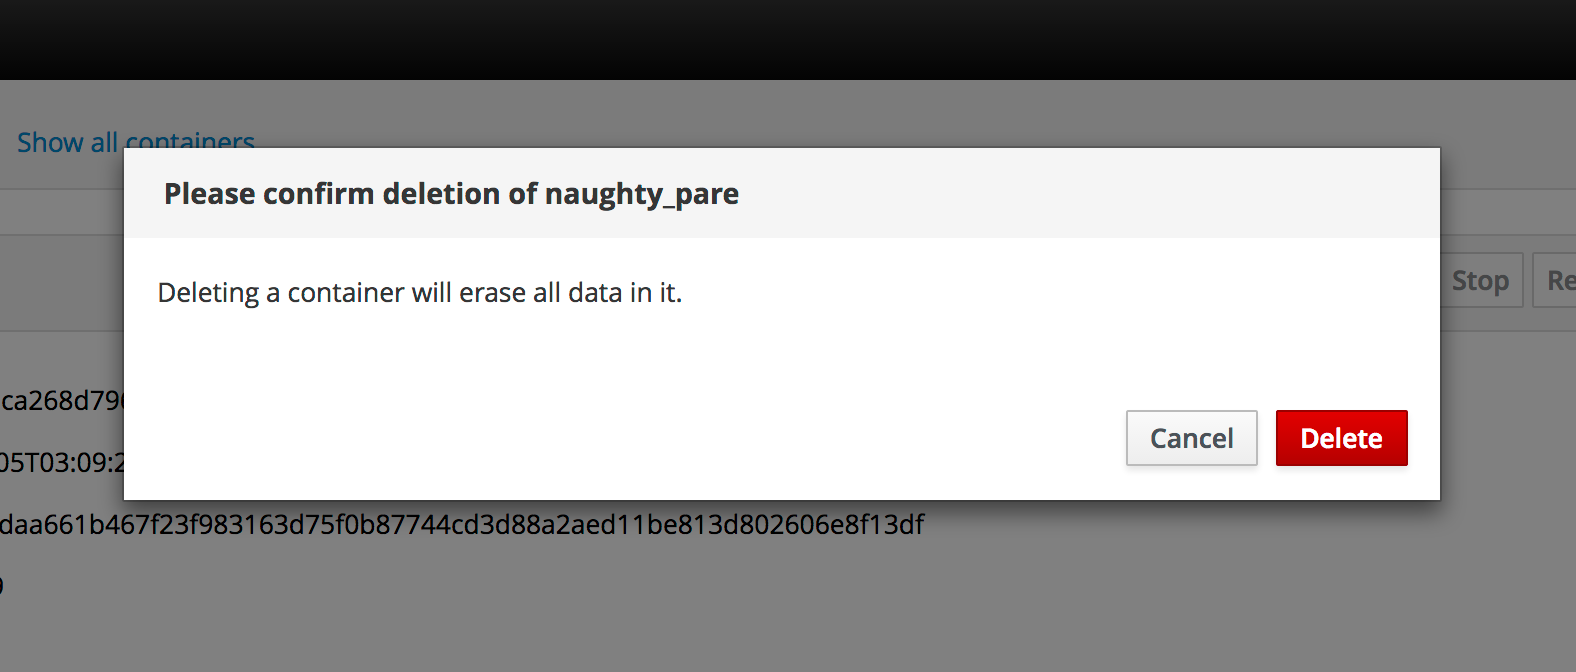 Show all containers
Please confirm deletion of naughty_pare
Deleting a container will erase all data in it.
Stop
Re
Cancel
Delete
ca268d79
05T03:09:2
daa661b467f23f983163d75f0b87744cd3d88a2aed11be813d802606e8f13df